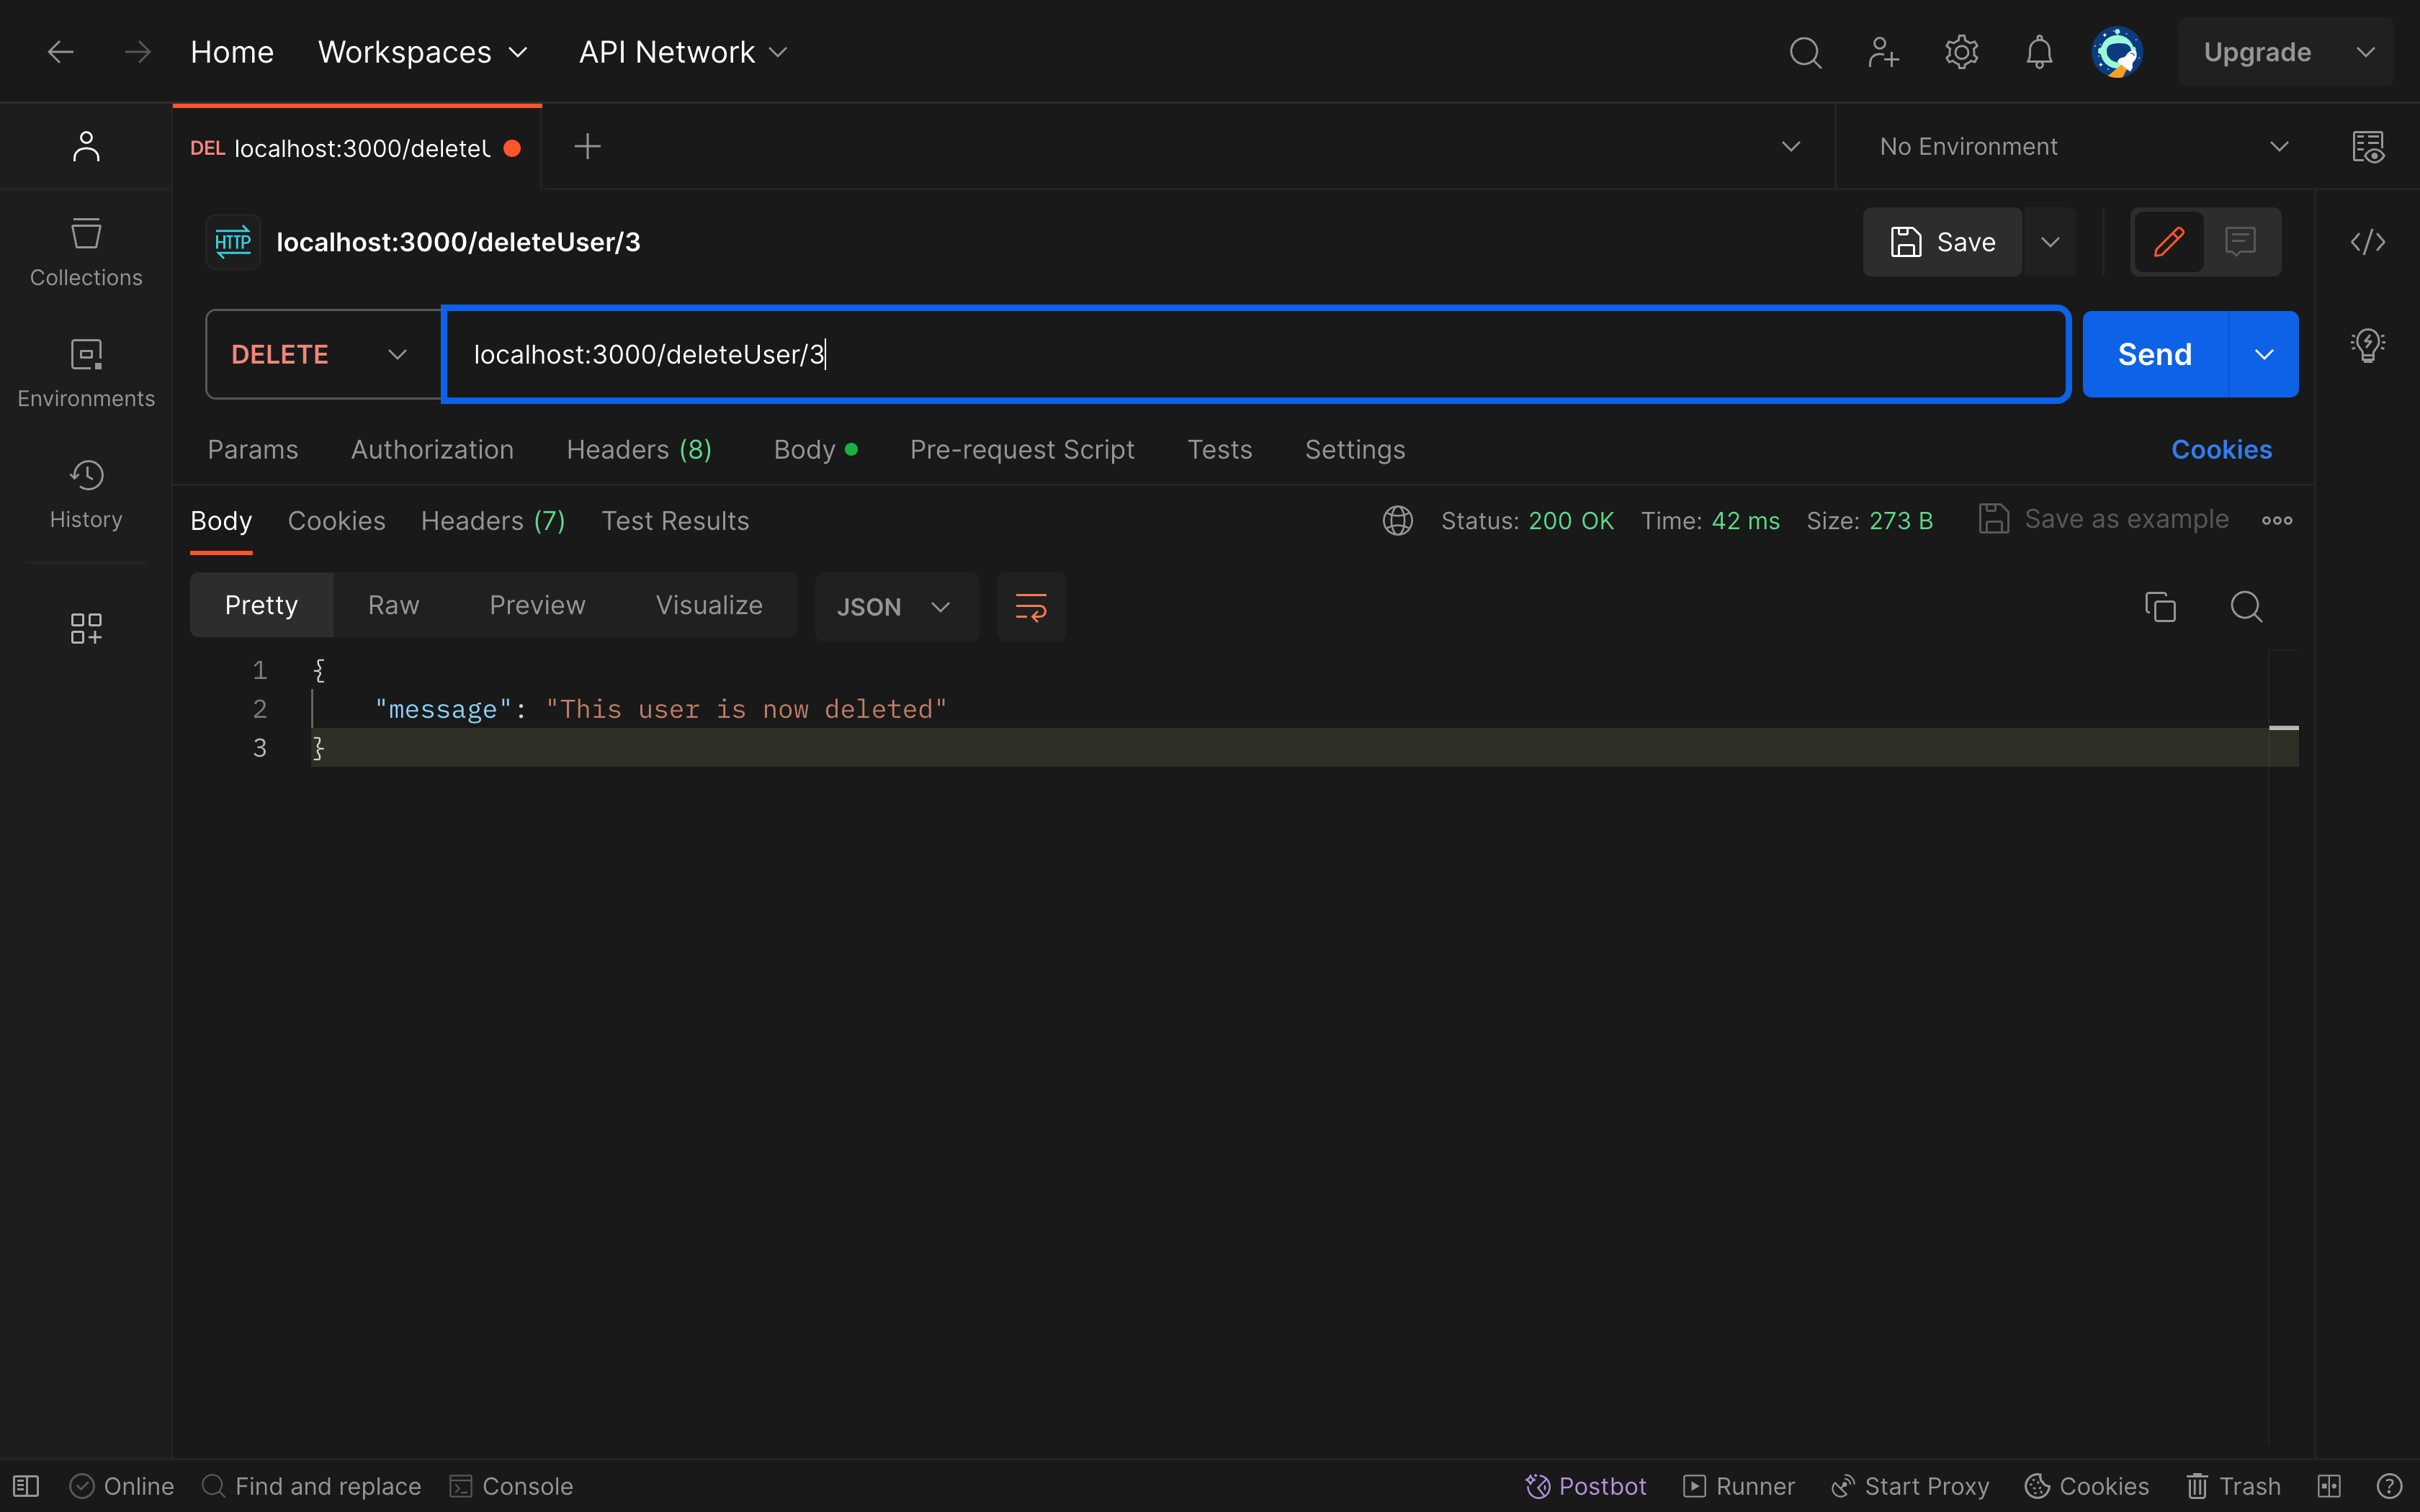 Home Workspaces API Network Upgrade
DEL localhost:3000/delete No Environment
HTTP localhost:3000/deleteUser/3 Save
DELETE localhost:3000/deleteUser/3 Send
Params Authorization Headers (8) Body Pre-request Script Tests Settings Cookies
Body Cookies Headers (7) Test Results Status: 200 OK Time: 42 ms Size: 273 B Save as example
Pretty Raw Preview Visualize JSON
1 {
2 "message": "This user is now deleted"
3 }
Collections
Environments
History
Online Find and replace Console Postbot Runner Start Proxy Cookies Trash